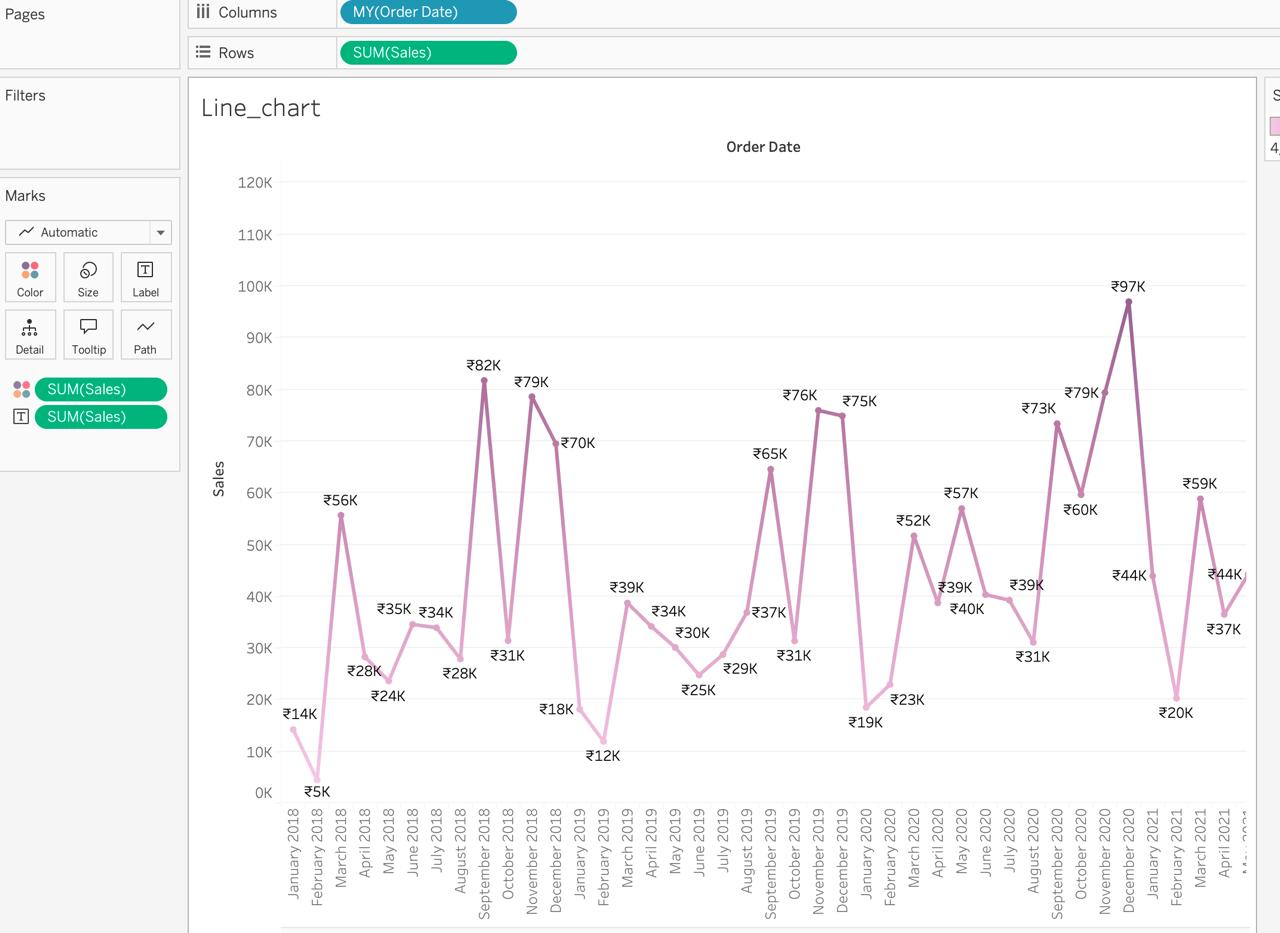 Pages
Columns
MY(Order Date)
Rows
SUM(Sales)
Filters
Marks
Automatic
Color
Size
Label
Detail
Tooltip
Path
SUM(Sales)
SUM(Sales)
Line_chart
Order Date
Sales
120K
110K
100K
90K
80K
70K
60K
50K
40K
30K
20K
10K
0K
₹14K
₹5K
₹56K
₹28K
₹24K
₹35K
₹34K
₹28K
₹82K
₹31K
₹79K
₹70K
₹18K
₹12K
₹39K
₹34K
₹30K
₹25K
₹29K
₹37K
₹65K
₹31K
₹76K
₹75K
₹19K
₹23K
₹52K
₹39K
₹57K
₹40K
₹39K
₹31K
₹73K
₹60K
₹79K
₹97K
₹44K
₹20K
₹59K
₹37K
₹44K
January 2018
February 2018
March 2018
April 2018
May 2018
June 2018
July 2018
August 2018
September 2018
October 2018
November 2018
December 2018
January 2019
February 2019
March 2019
April 2019
May 2019
June 2019
July 2019
August 2019
September 2019
October 2019
November 2019
December 2019
January 2020
February 2020
March 2020
April 2020
May 2020
June 2020
July 2020
August 2020
September 2020
October 2020
November 2020
December 2020
January 2021
February 2021
March 2021
April 2021
S
4,